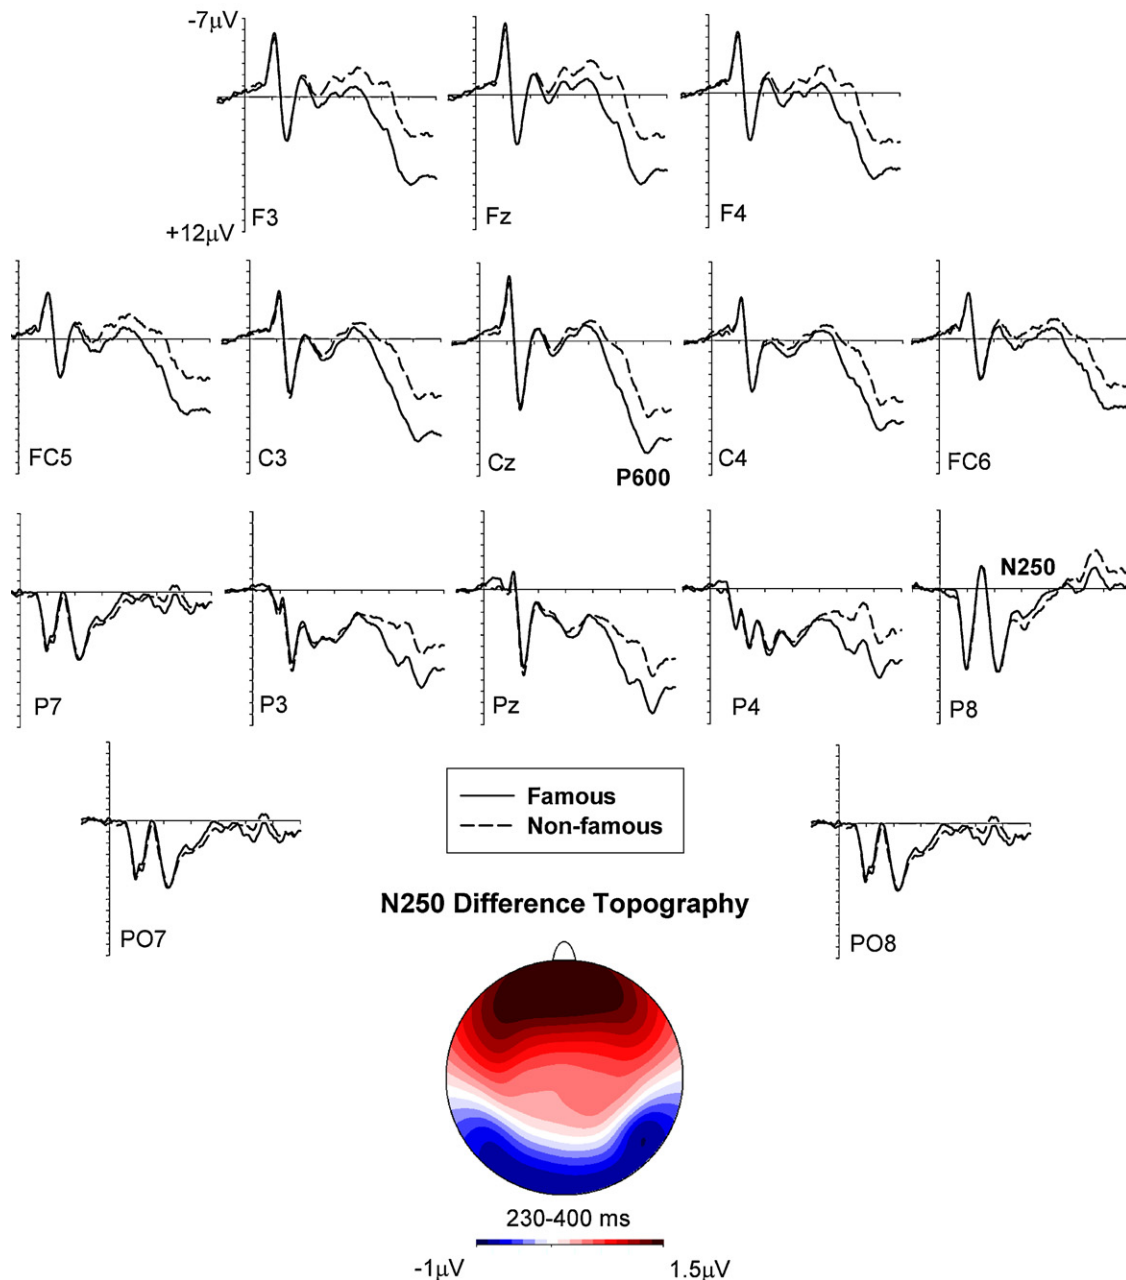 -7μV
+12μV
F3
Fz
F4
FC5
C3
Cz
C4
FC6
P600
P7
P3
Pz
P4
P8
N250
Famous
Non-famous
PO7
PO8
N250 Difference Topography
230-400 ms
-1μV
1.5μV